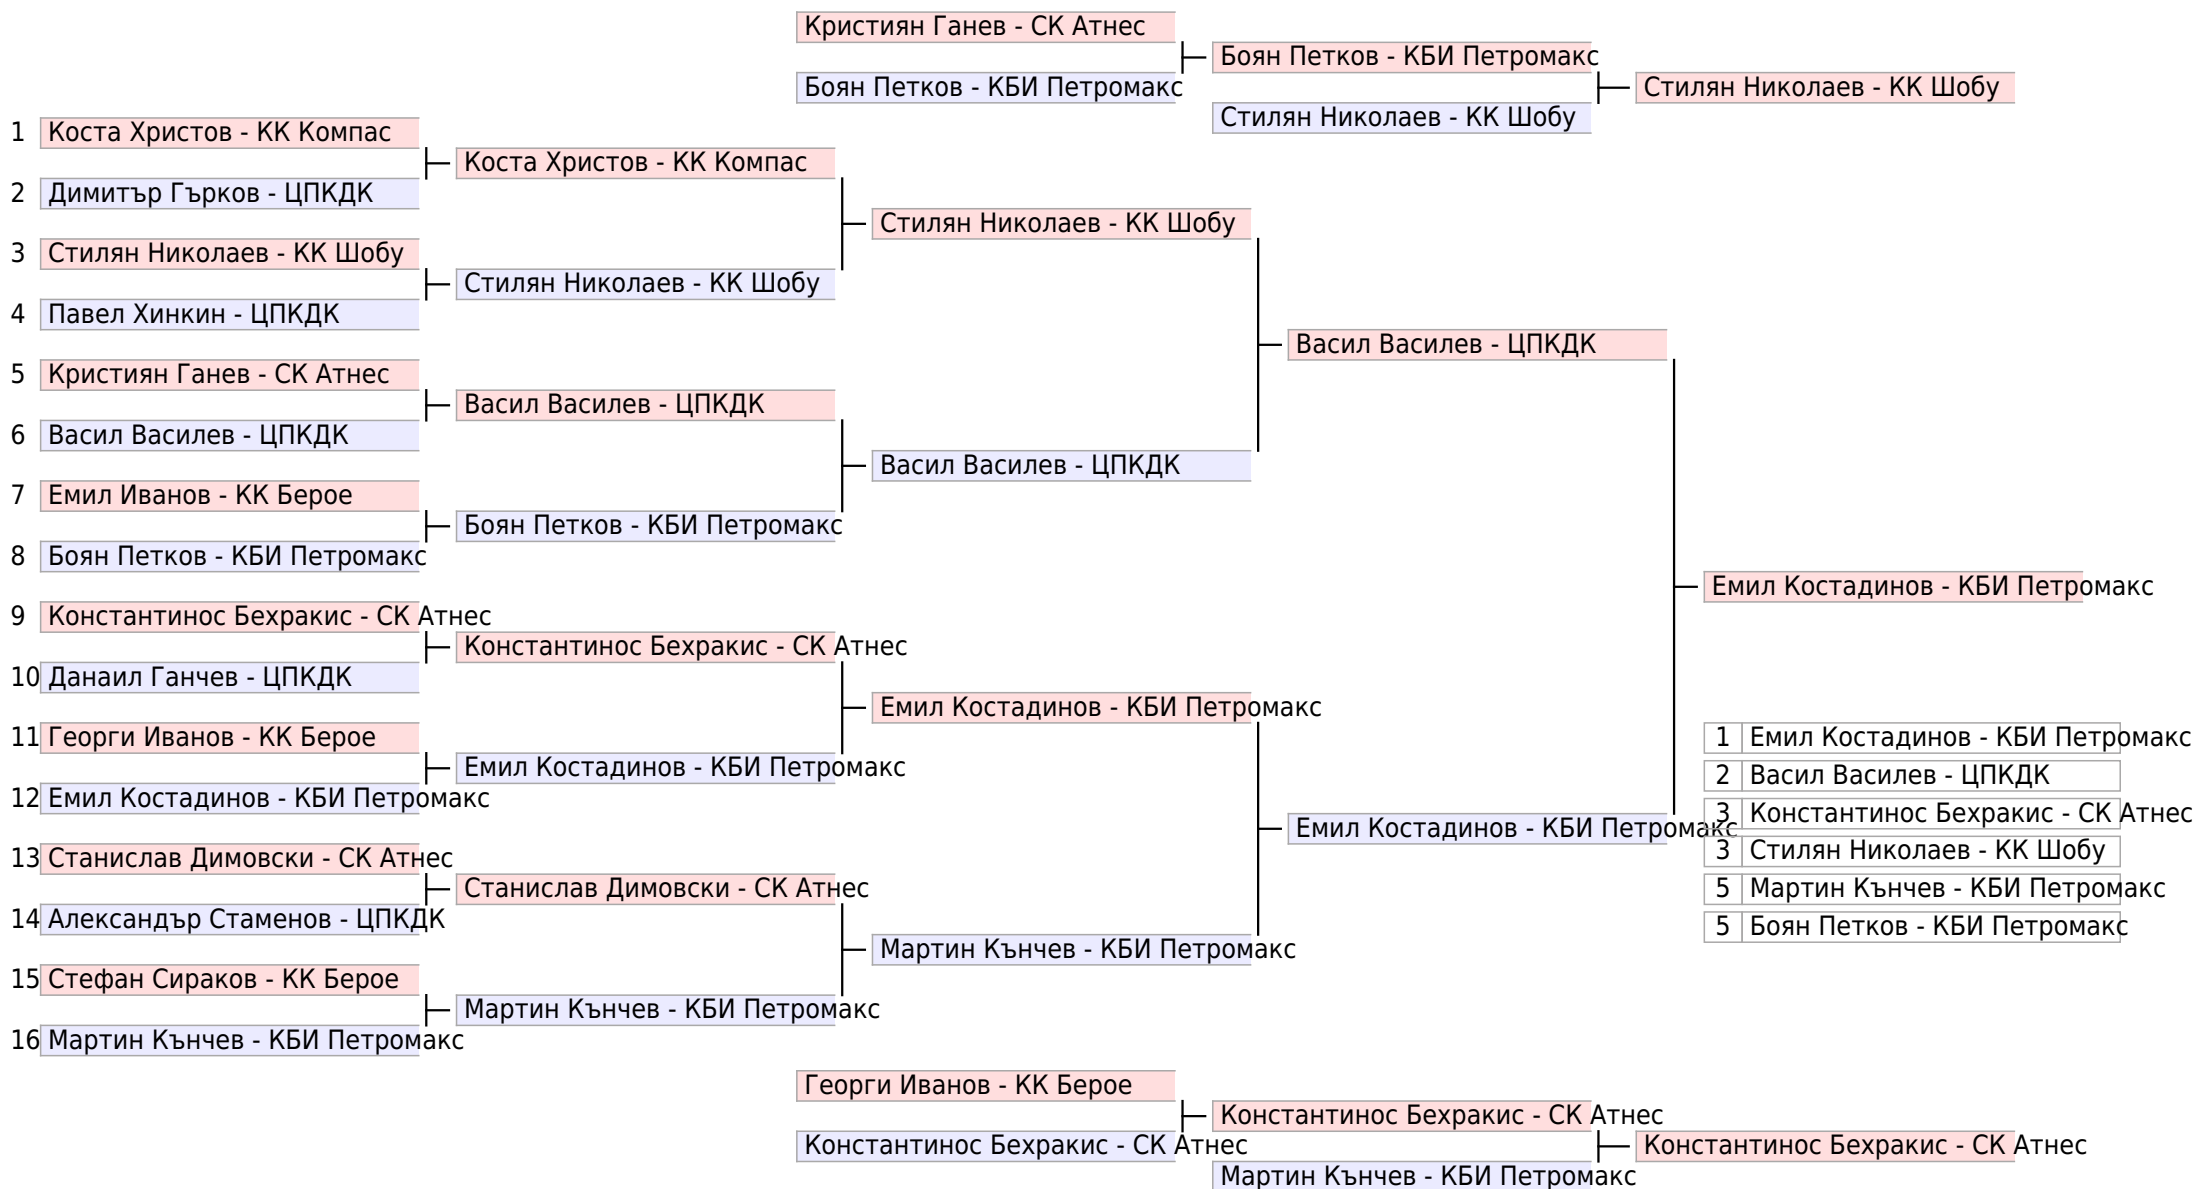 Кристиян Ганев - СК Атнес
Боян Петков - КБИ Петромакс
Боян Петков - КБИ Петромакс
Стилян Николаев - КК Шобу
Стилян Николаев - КК Шобу
1 Коста Христов - КК Компас
2 Димитър Гърков - ЦПКДК
3 Стилян Николаев - КК Шобу
4 Павел Хинкин - ЦПКДК
5 Кристиян Ганев - СК Атнес
6 Васил Василев - ЦПКДК
7 Емил Иванов - КК Берое
8 Боян Петков - КБИ Петромакс
9 Константинос Бехракис - СК Атнес
10 Данаил Ганчев - ЦПКДК
11 Георги Иванов - КК Берое
12 Емил Костадинов - КБИ Петромакс
13 Станислав Димовски - СК Атнес
14 Александър Стаменов - ЦПКДК
15 Стефан Сираков - КК Берое
16 Мартин Кънчев - КБИ Петромакс
Коста Христов - КК Компас
Стилян Николаев - КК Шобу
Васил Василев - ЦПКДК
Боян Петков - КБИ Петромакс
Константинос Бехракис - СК Атнес
Емил Костадинов - КБИ Петромакс
Станислав Димовски - СК Атнес
Мартин Кънчев - КБИ Петромакс
Стилян Николаев - КК Шобу
Васил Василев - ЦПКДК
Емил Костадинов - КБИ Петромакс
Мартин Кънчев - КБИ Петромакс
Васил Василев - ЦПКДК
Емил Костадинов - КБИ Петромакс
Емил Костадинов - КБИ Петромакс
1 Емил Костадинов - КБИ Петромакс
2 Васил Василев - ЦПКДК
3 Константинос Бехракис - СК Атнес
3 Стилян Николаев - КК Шобу
5 Мартин Кънчев - КБИ Петромакс
5 Боян Петков - КБИ Петромакс
Георги Иванов - КК Берое
Константинос Бехракис - СК Атнес
Константинос Бехракис - СК Атнес
Мартин Кънчев - КБИ Петромакс
Константинос Бехракис - СК Атнес